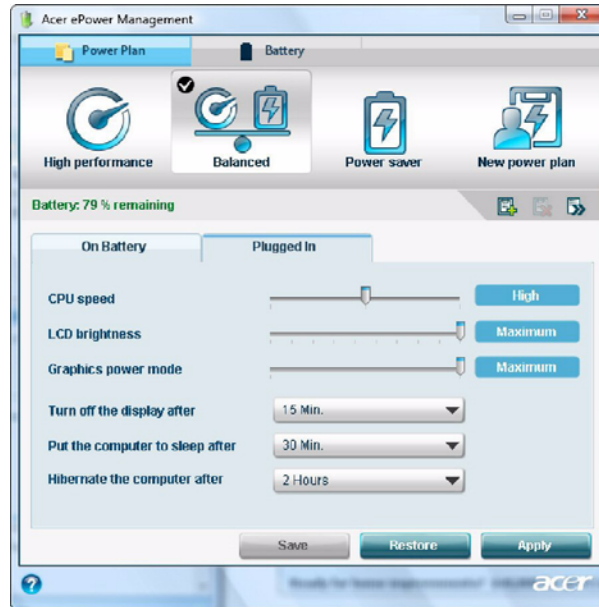 Acer ePower Management
Power Plan Battery
High performance Balanced Power saver New power plan
Battery: 79 % remaining
On Battery Plugged In
CPU speed High
LCD brightness Maximum
Graphics power mode Maximum
Turn off the display after 15 Min.
Put the computer to sleep after 30 Min.
Hibernate the computer after 2 Hours
Save Restore Apply
? acer